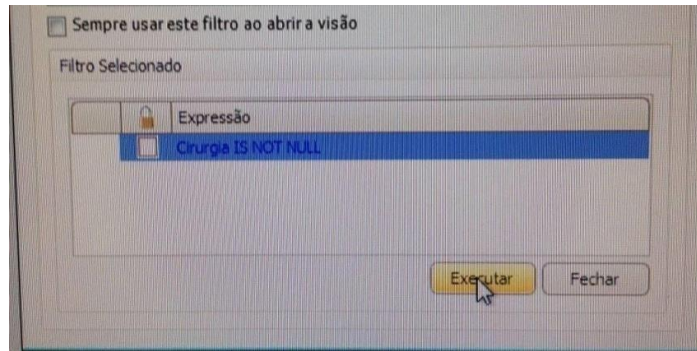 Sempre usar este filtro ao abrir a visão
Filtro Selecionado
Expressão
Cirurgia IS NOT NULL
Executar Fechar